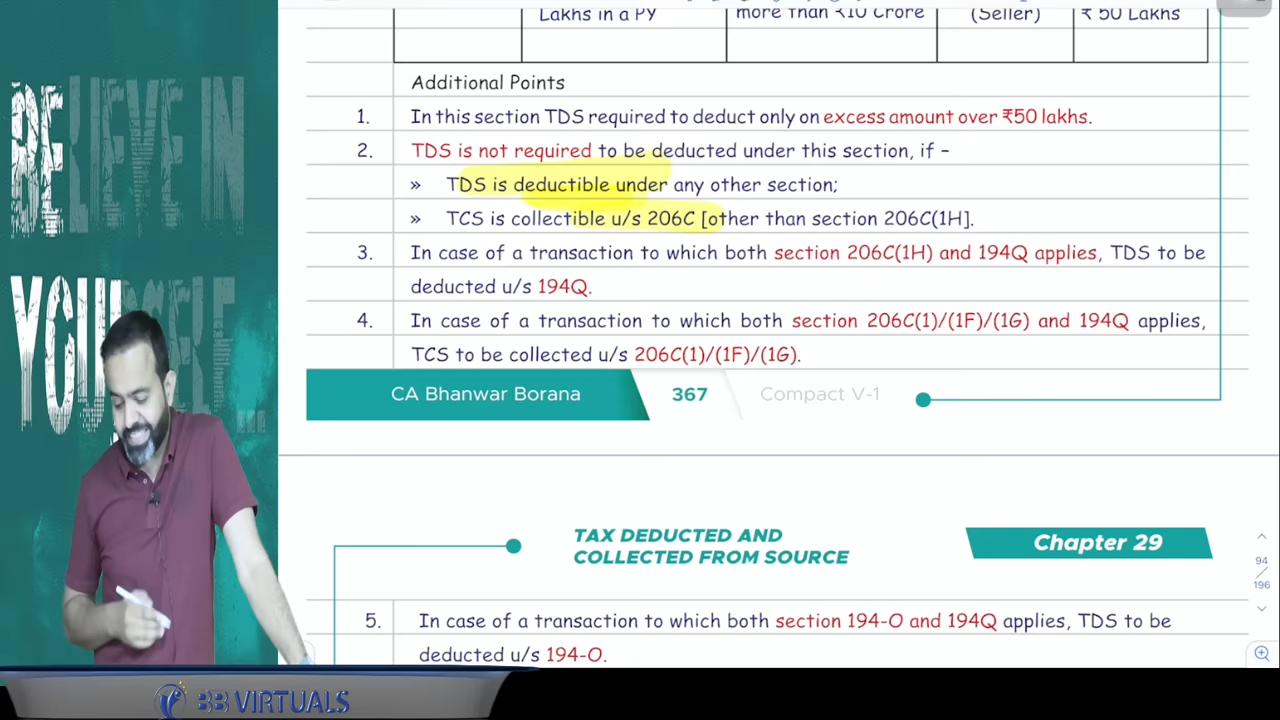 BELIEVE IN
YOURSELF...
Lakhs in a PY
more than ₹10 Crore
(Seller)
₹ 50 Lakhs
Additional Points
1. In this section TDS required to deduct only on excess amount over ₹50 lakhs.
2. TDS is not required to be deducted under this section, if –
» TDS is deductible under any other section;
» TCS is collectible u/s 206C [other than section 206C(1H].
3. In case of a transaction to which both section 206C(1H) and 194Q applies, TDS to be
deducted u/s 194Q.
4. In case of a transaction to which both section 206C(1)/(1F)/(1G) and 194Q applies,
TCS to be collected u/s 206C(1)/(1F)/(1G).
CA Bhanwar Borana 367 Compact V-1
TAX DEDUCTED AND
COLLECTED FROM SOURCE
Chapter 29
94
196
5. In case of a transaction to which both section 194-O and 194Q applies, TDS to be
deducted u/s 194-O.
BB VIRTUALS